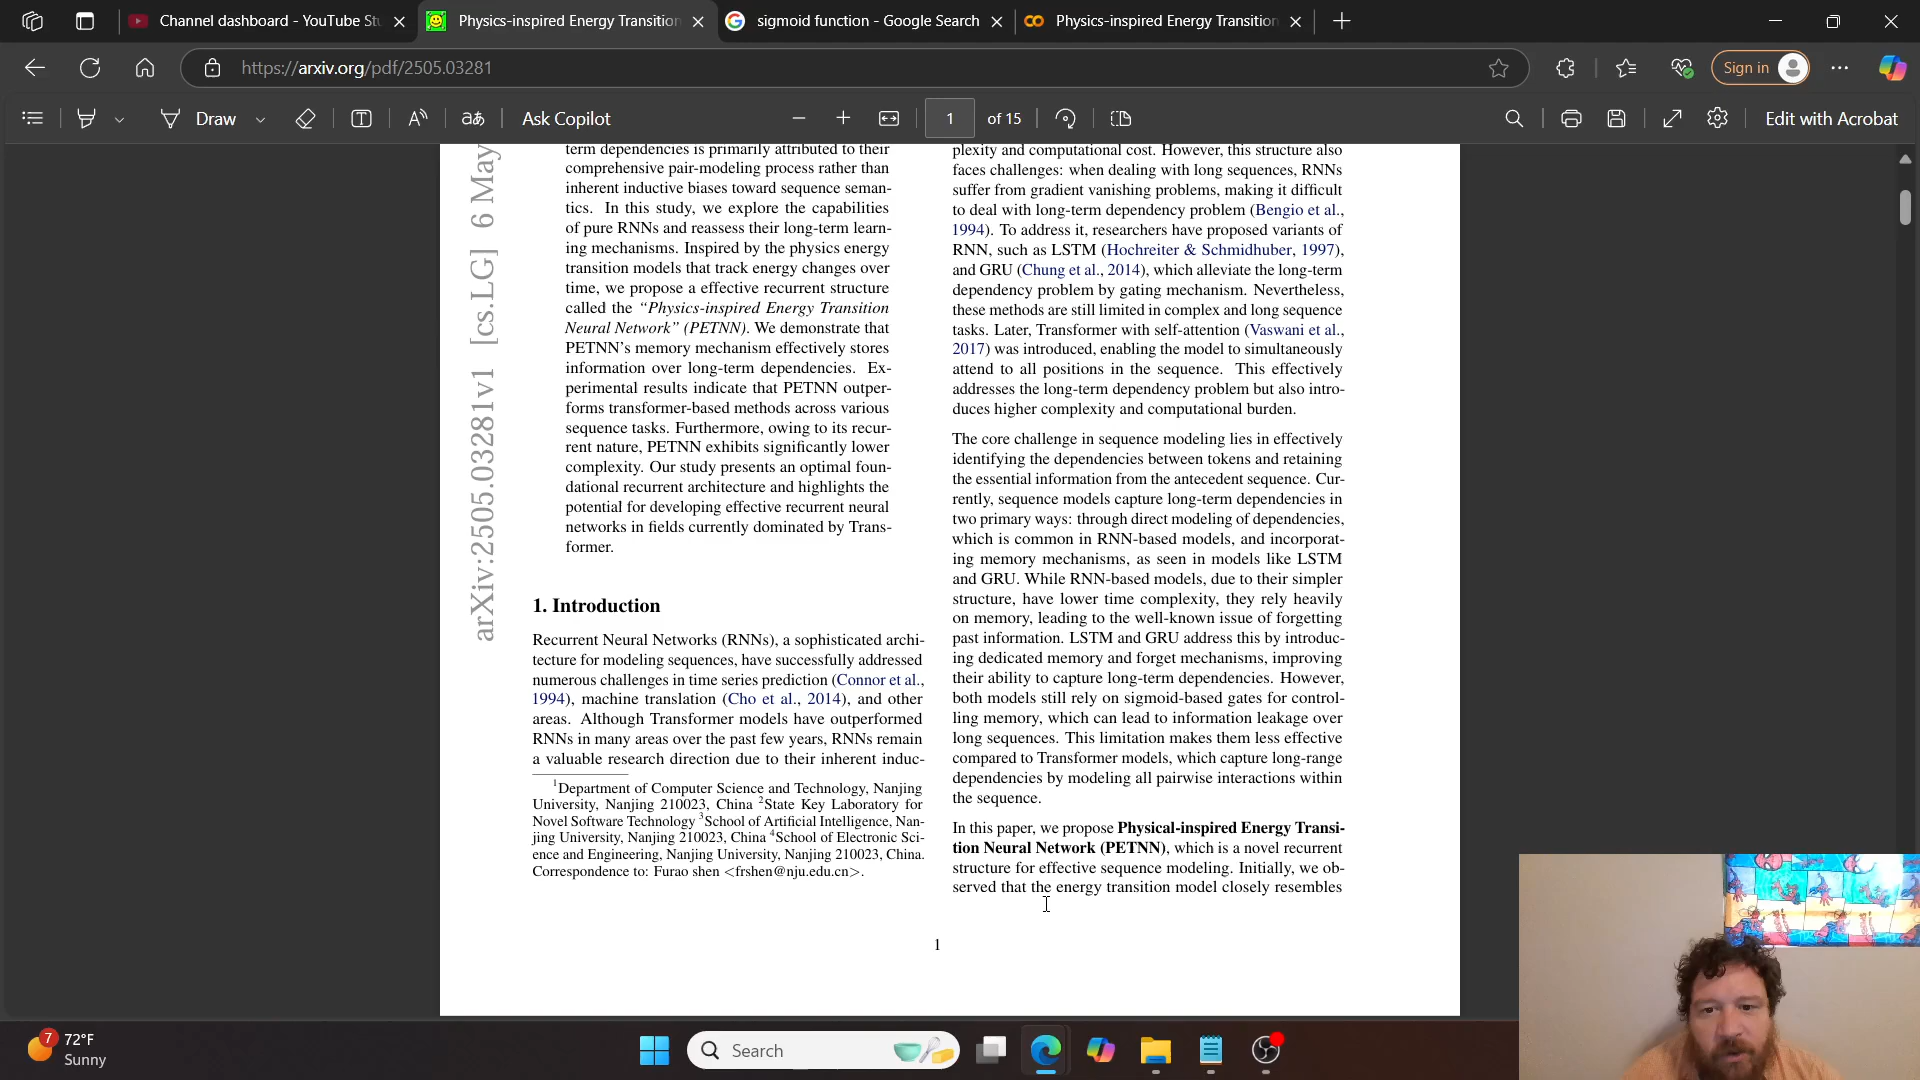 Channel dashboard - YouTube Stu
Physics-inspired Energy Transition
sigmoid function - Google Search
Physics-inspired Energy Transition
https://arxiv.org/pdf/2505.03281
Sign in
Draw
aあ
Ask Copilot
1
of 15
Edit with Acrobat
arXiv:2505.03281v1 [cs.LG] 6 May
term dependencies is primarily attributed to their
comprehensive pair-modeling process rather than
inherent inductive biases toward sequence seman-
tics. In this study, we explore the capabilities
of pure RNNs and reassess their long-term learn-
ing mechanisms. Inspired by the physics energy
transition models that track energy changes over
time, we propose a effective recurrent structure
called the “Physics-inspired Energy Transition
Neural Network” (PETNN). We demonstrate that
PETNN’s memory mechanism effectively stores
information over long-term dependencies. Ex-
perimental results indicate that PETNN outper-
forms transformer-based methods across various
sequence tasks. Furthermore, owing to its recur-
rent nature, PETNN exhibits significantly lower
complexity. Our study presents an optimal foun-
dational recurrent architecture and highlights the
potential for developing effective recurrent neural
networks in fields currently dominated by Trans-
former.
1. Introduction
Recurrent Neural Networks (RNNs), a sophisticated archi-
tecture for modeling sequences, have successfully addressed
numerous challenges in time series prediction (Connor et al.,
1994), machine translation (Cho et al., 2014), and other
areas. Although Transformer models have outperformed
RNNs in many areas over the past few years, RNNs remain
a valuable research direction due to their inherent induc-
1Department of Computer Science and Technology, Nanjing
University, Nanjing 210023, China 2State Key Laboratory for
Novel Software Technology 3School of Artificial Intelligence, Nan-
jing University, Nanjing 210023, China 4School of Electronic Sci-
ence and Engineering, Nanjing University, Nanjing 210023, China.
Correspondence to: Furao shen <frshen@nju.edu.cn>.
plexity and computational cost. However, this structure also
faces challenges: when dealing with long sequences, RNNs
suffer from gradient vanishing problems, making it difficult
to deal with long-term dependency problem (Bengio et al.,
1994). To address it, researchers have proposed variants of
RNN, such as LSTM (Hochreiter & Schmidhuber, 1997),
and GRU (Chung et al., 2014), which alleviate the long-term
dependency problem by gating mechanism. Nevertheless,
these methods are still limited in complex and long sequence
tasks. Later, Transformer with self-attention (Vaswani et al.,
2017) was introduced, enabling the model to simultaneously
attend to all positions in the sequence. This effectively
addresses the long-term dependency problem but also intro-
duces higher complexity and computational burden.
The core challenge in sequence modeling lies in effectively
identifying the dependencies between tokens and retaining
the essential information from the antecedent sequence. Cur-
rently, sequence models capture long-term dependencies in
two primary ways: through direct modeling of dependencies,
which is common in RNN-based models, and incorporat-
ing memory mechanisms, as seen in models like LSTM
and GRU. While RNN-based models, due to their simpler
structure, have lower time complexity, they rely heavily
on memory, leading to the well-known issue of forgetting
past information. LSTM and GRU address this by introduc-
ing dedicated memory and forget mechanisms, improving
their ability to capture long-term dependencies. However,
both models still rely on sigmoid-based gates for control-
ling memory, which can lead to information leakage over
long sequences. This limitation makes them less effective
compared to Transformer models, which capture long-range
dependencies by modeling all pairwise interactions within
the sequence.
In this paper, we propose Physical-inspired Energy Transi-
tion Neural Network (PETNN), which is a novel recurrent
structure for effective sequence modeling. Initially, we ob-
served that the energy transition model closely resembles
1
7
72°F
Sunny
Search